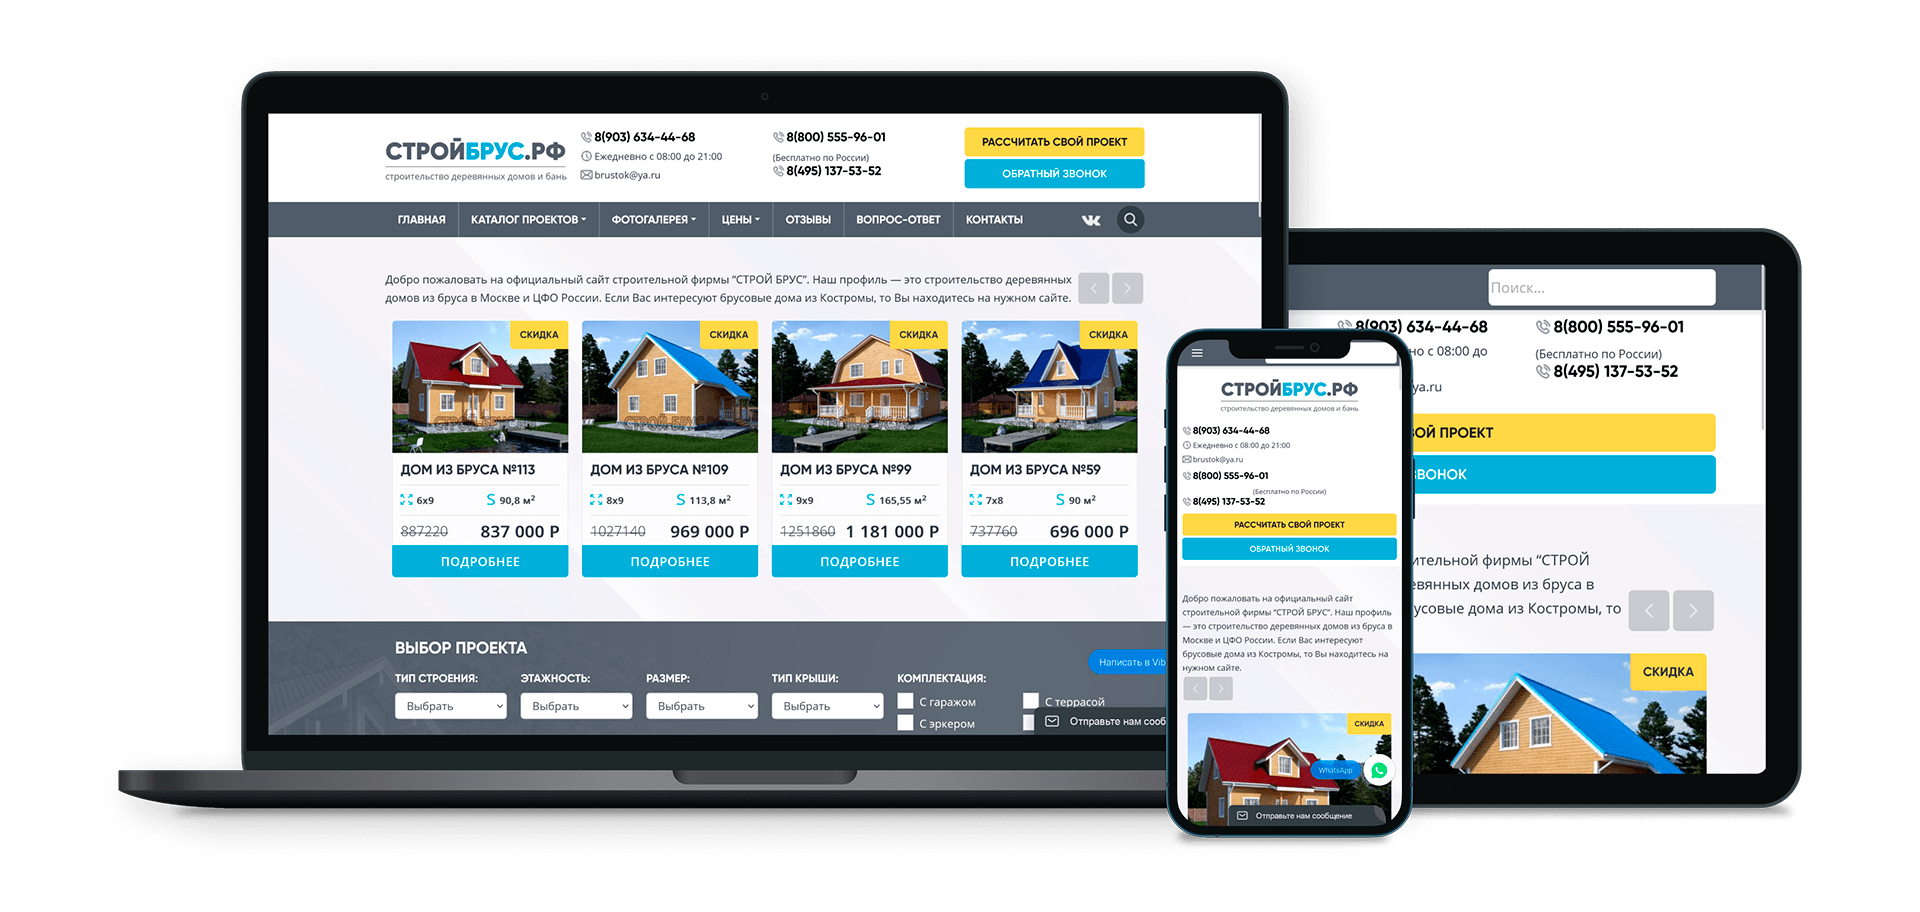 СТРОЙБРУС.РФ
строительство деревянных домов и бань
8(903) 634-44-68
Ежедневно с 08:00 до 21:00
brustok@ya.ru
8(800) 555-96-01
(Бесплатно по России)
8(495) 137-53-52
РАССЧИТАТЬ СВОЙ ПРОЕКТ
ОБРАТНЫЙ ЗВОНОК
ГЛАВНАЯ КАТАЛОГ ПРОЕКТОВ ФОТОГАЛЕРЕЯ ЦЕНЫ ОТЗЫВЫ ВОПРОС-ОТВЕТ КОНТАКТЫ
Добро пожаловать на официальный сайт строительной фирмы “СТРОЙ БРУС”. Наш профиль — это строительство деревянных
домов из бруса в Москве и ЦФО России. Если Вас интересуют брусовые дома из Костромы, то Вы находитесь на нужном сайте.
СКИДКА
ДОМ ИЗ БРУСА №113
6х9 S 90,8 м²
887220 837 000 Р
ПОДРОБНЕЕ
СКИДКА
СТРОЙ БРУС.РФ
ДОМ ИЗ БРУСА №109
8х9 S 113,8 м²
1027140 969 000 Р
ПОДРОБНЕЕ
СКИДКА
ДОМ ИЗ БРУСА №99
9х9 S 165,55 м²
1251860 1 181 000 Р
ПОДРОБНЕЕ
СКИДКА
ДОМ ИЗ БРУСА №59
7х8 S 90 м²
737760 696 000 Р
ПОДРОБНЕЕ
ВЫБОР ПРОЕКТА
Написать в Vib
ТИП СТРОЕНИЯ: ЭТАЖНОСТЬ: РАЗМЕР: ТИП КРЫШИ: КОМПЛЕКТАЦИЯ:
Выбрать Выбрать Выбрать Выбрать
С гаражом С террасой
С эркером
Отправьте нам сооб
СТРОЙБРУС.РФ
строительство деревянных домов и бань
8(903) 634-44-68
Ежедневно с 08:00 до 21:00
brustok@ya.ru
8(800) 555-96-01
(Бесплатно по России)
8(495) 137-53-52
РАССЧИТАТЬ СВОЙ ПРОЕКТ
ОБРАТНЫЙ ЗВОНОК
Добро пожаловать на официальный сайт
строительной фирмы “СТРОЙ БРУС”. Наш профиль
— это строительство деревянных домов из бруса в
Москве и ЦФО России. Если Вас интересуют
брусовые дома из Костромы, то Вы находитесь на
нужном сайте.
СКИДКА
WhatsApp
Отправьте нам сообщение
Поиск...
8(903) 634-44-68
но с 08:00 до
ya.ru
8(800) 555-96-01
(Бесплатно по России)
8(495) 137-53-52
ОЙ ПРОЕКТ
ЗВОНОК
ительной фирмы “СТРОЙ
евянных домов из бруса в
усовые дома из Костромы, то
СКИДКА